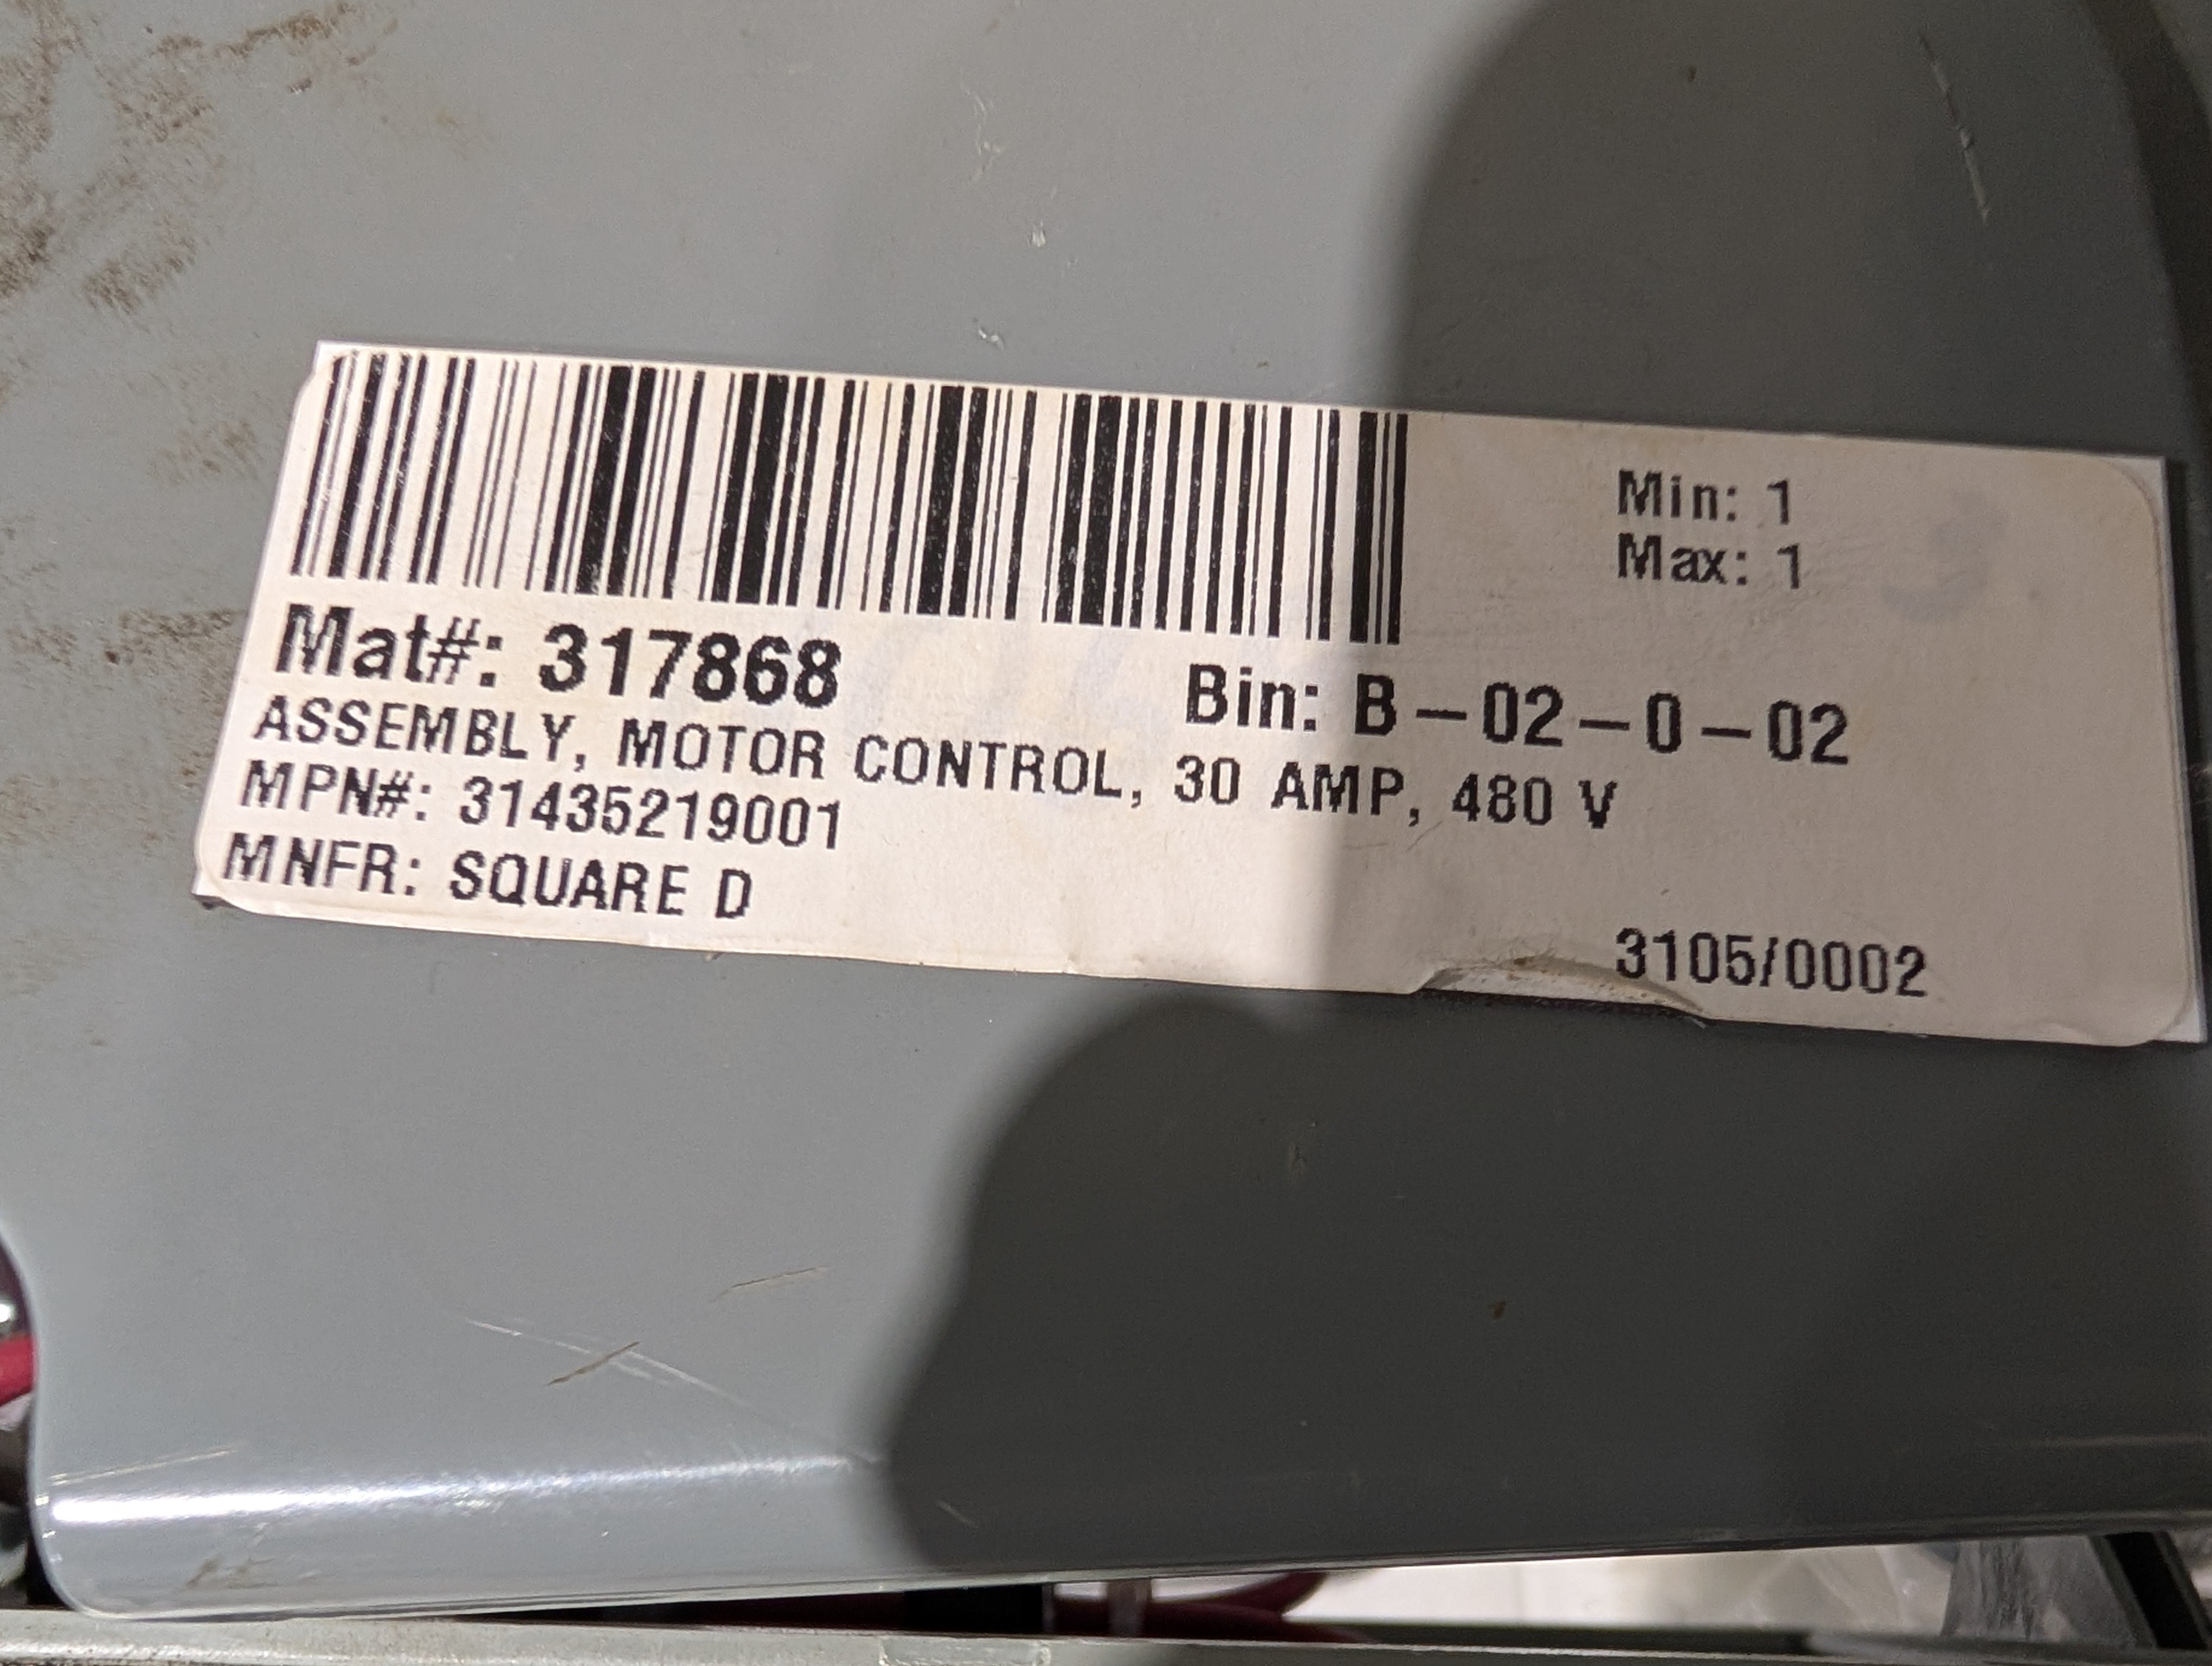 Min: 1
Max: 1
Mat#: 317868
Bin: B-02-0-02
ASSEMBLY, MOTOR CONTROL, 30 AMP, 480 V
MPN#: 31435219001
MNFR: SQUARE D
3105/0002